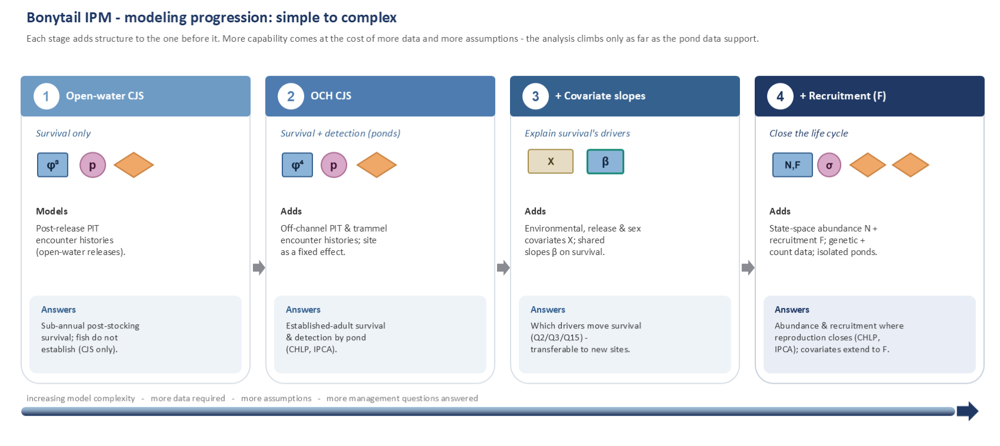 Bonytail IPM - modeling progression: simple to complex
Each stage adds structure to the one before it. More capability comes at the cost of more data and more assumptions - the analysis climbs only as far as the pond data support.
1 Open-water CJS
Survival only
φ³ p
Models
Post-release PIT
encounter histories
(open-water releases).
Answers
Sub-annual post-stocking
survival; fish do not
establish (CJS only).
2 OCH CJS
Survival + detection (ponds)
φ⁴ p
Adds
Off-channel PIT & trammel
encounter histories; site
as a fixed effect.
Answers
Established-adult survival
& detection by pond
(CHLP, IPCA).
3 + Covariate slopes
Explain survival's drivers
X β
Adds
Environmental, release & sex
covariates X; shared
slopes β on survival.
Answers
Which drivers move survival
(Q2/Q3/Q15) -
transferable to new sites.
4 + Recruitment (F)
Close the life cycle
N,F σ
Adds
State-space abundance N +
recruitment F; genetic +
count data; isolated ponds.
Answers
Abundance & recruitment where
reproduction closes (CHLP,
IPCA); covariates extend to F.
increasing model complexity - more data required - more assumptions - more management questions answered